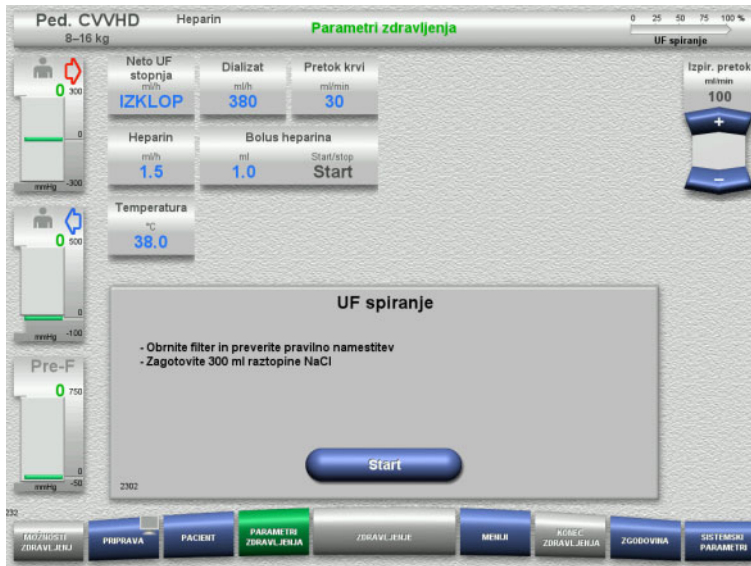 Ped. CVVHD Heparin
8–16 kg
Parametri zdravljenja
0 25 50 75 100 %
UF spiranje
0 300
0
mmHg -300
0 500
0
mmHg -100
Pre-F
0 750
0
mmHg -50
Neto UF
stopnja
ml/h
IZKLOP
Dializat
ml/h
380
Pretok krvi
ml/min
30
Heparin
ml/h
1.5
Bolus heparina
ml Start/stop
1.0 Start
Temperatura
°C
38.0
Izpir. pretok
ml/min
100
+
–
UF spiranje
- Obrnite filter in preverite pravilno namestitev
- Zagotovite 300 ml raztopine NaCl
Start
2302
232
MOŽNOSTI
ZDRAVLJENJ
PRIPRAVA
PACIENT
PARAMETRI
ZDRAVLJENJA
ZDRAVLJENJE
MENIJI
KONEC
ZDRAVLJENJA
ZGODOVINA
SISTEMSKI
PARAMETRI